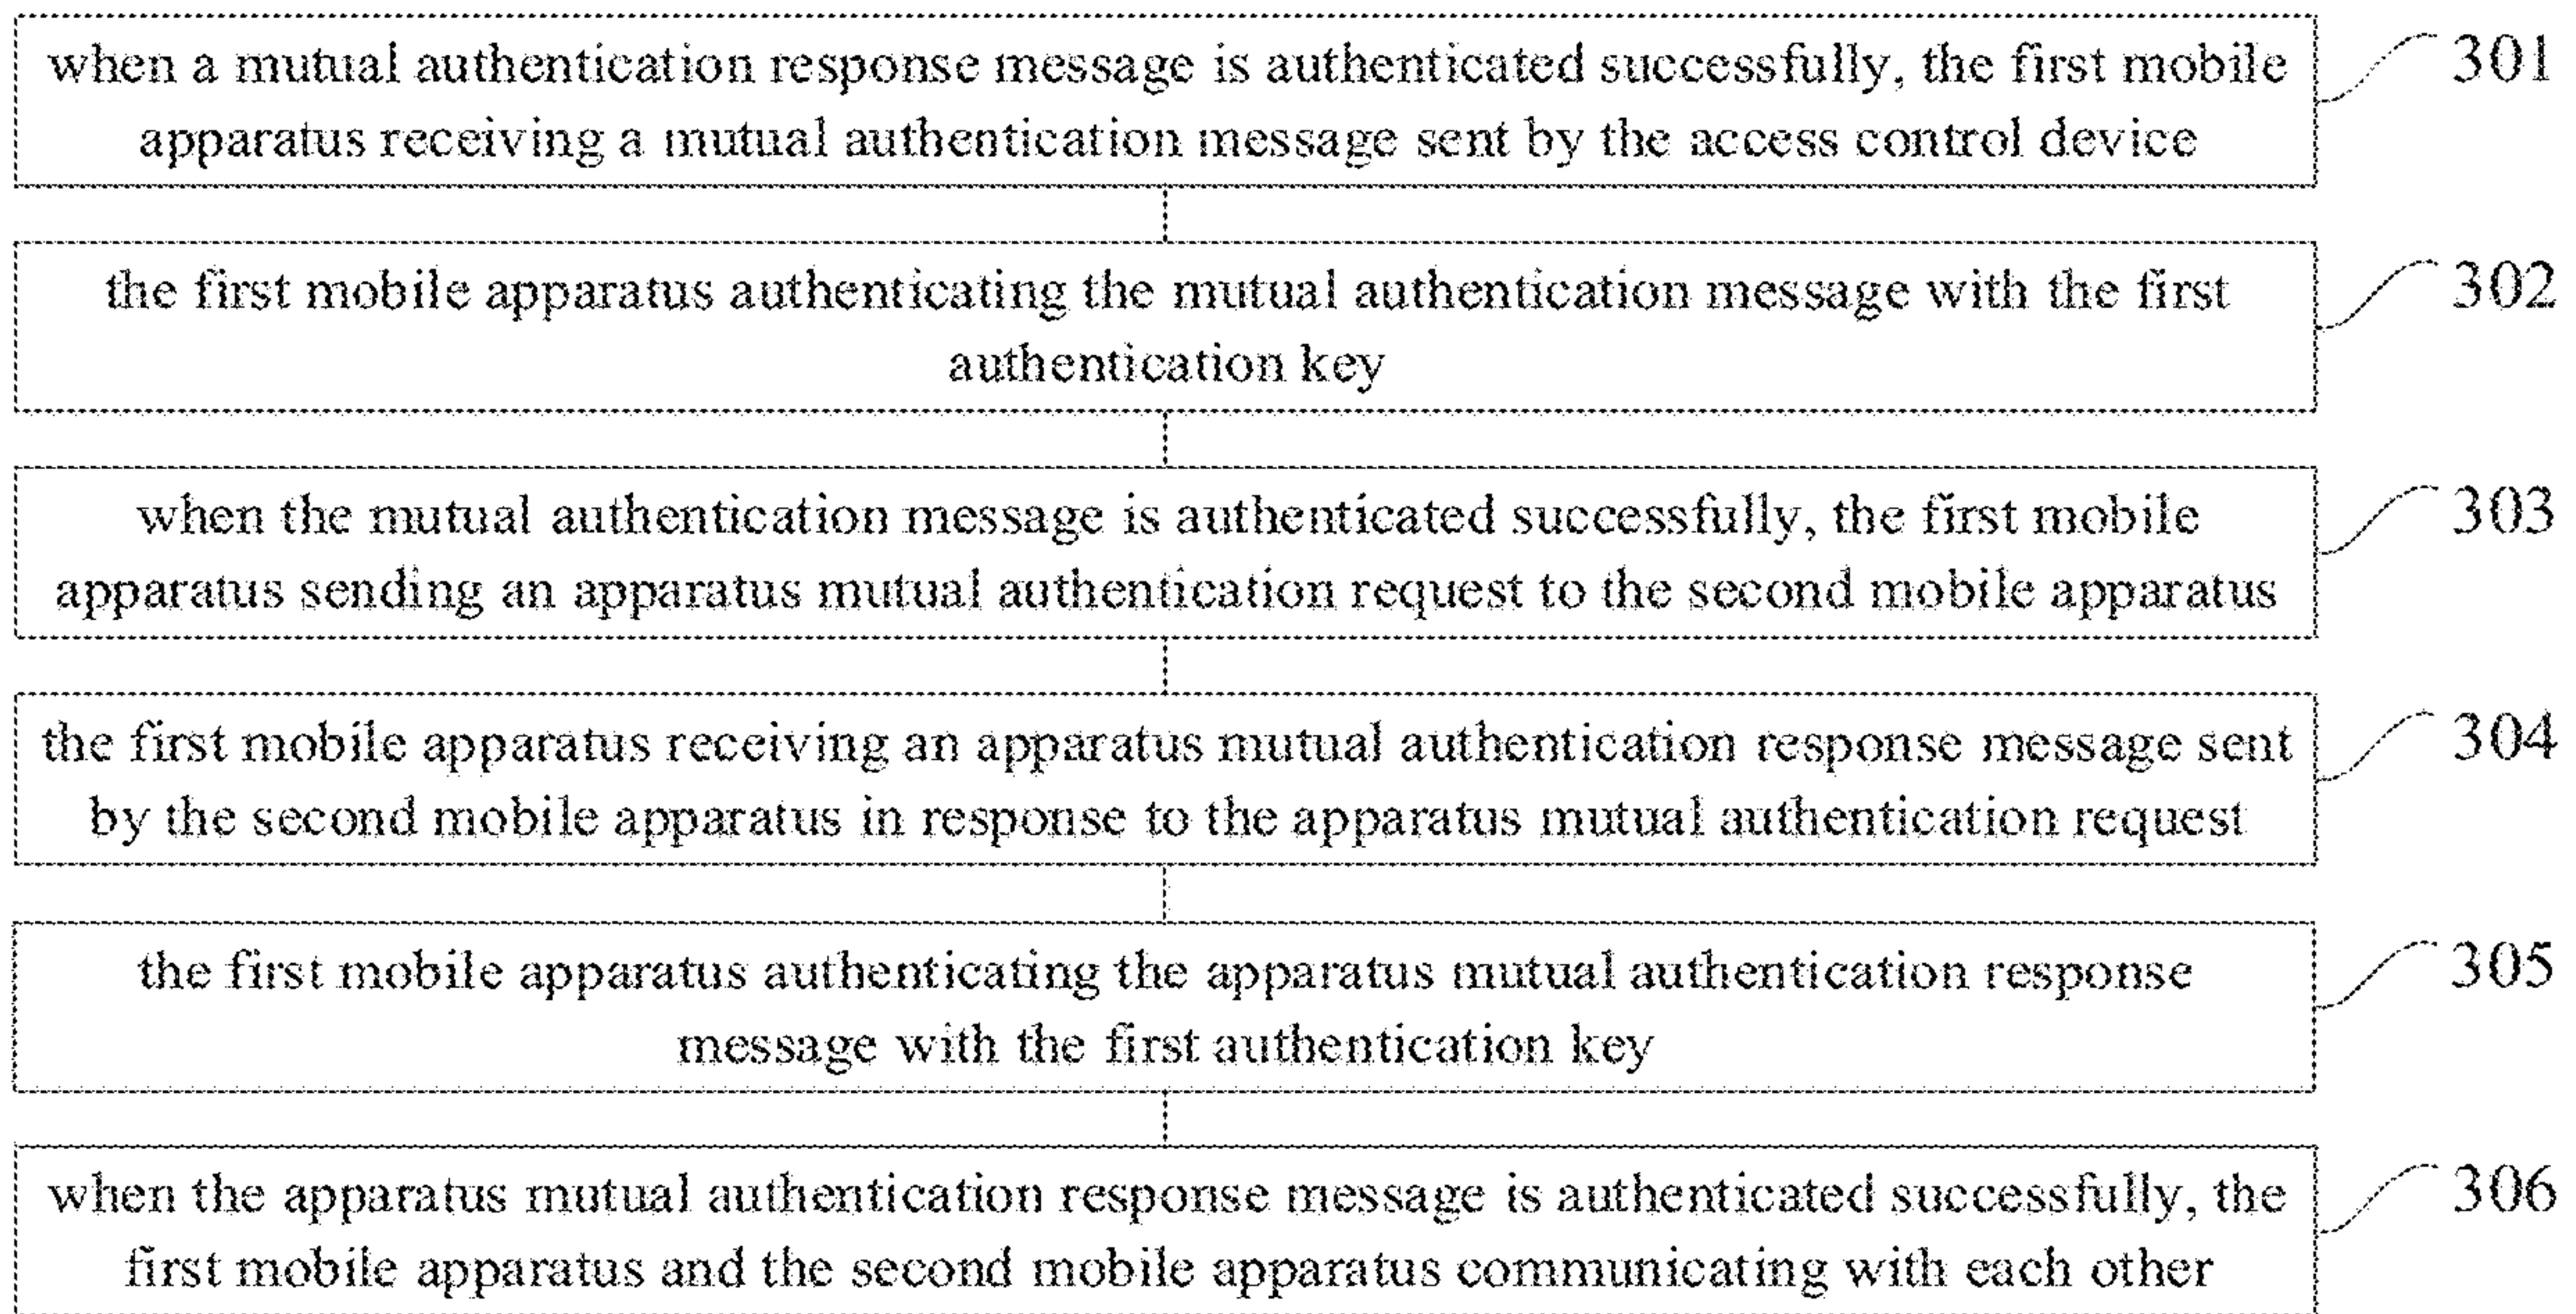 when a mutual authentication response message is authenticated successfully, the first mobile
apparatus receiving a mutual authentication message sent by the access control device
301
the first mobile apparatus authenticating the mutual authentication message with the first
authentication key
302
when the mutual authentication message is authenticated successfully, the first mobile
apparatus sending an apparatus mutual authentication request to the second mobile apparatus
303
the first mobile apparatus receiving an apparatus mutual authentication response message sent
by the second mobile apparatus in response to the apparatus mutual authentication request
304
the first mobile apparatus authenticating the apparatus mutual authentication response
message with the first authentication key
305
when the apparatus mutual authentication response message is authenticated successfully, the
first mobile apparatus and the second mobile apparatus communicating with each other
306